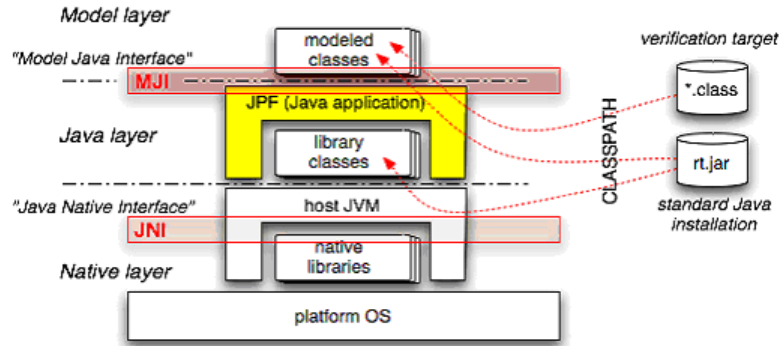 Model layer
modeled
classes
verification target
"Model Java Interface"
MJI
*.class
JPF (Java application)
Java layer
library
classes
CLASSPATH
rt.jar
"Java Native Interface"
host JVM
standard Java
installation
JNI
native
libraries
Native layer
platform OS